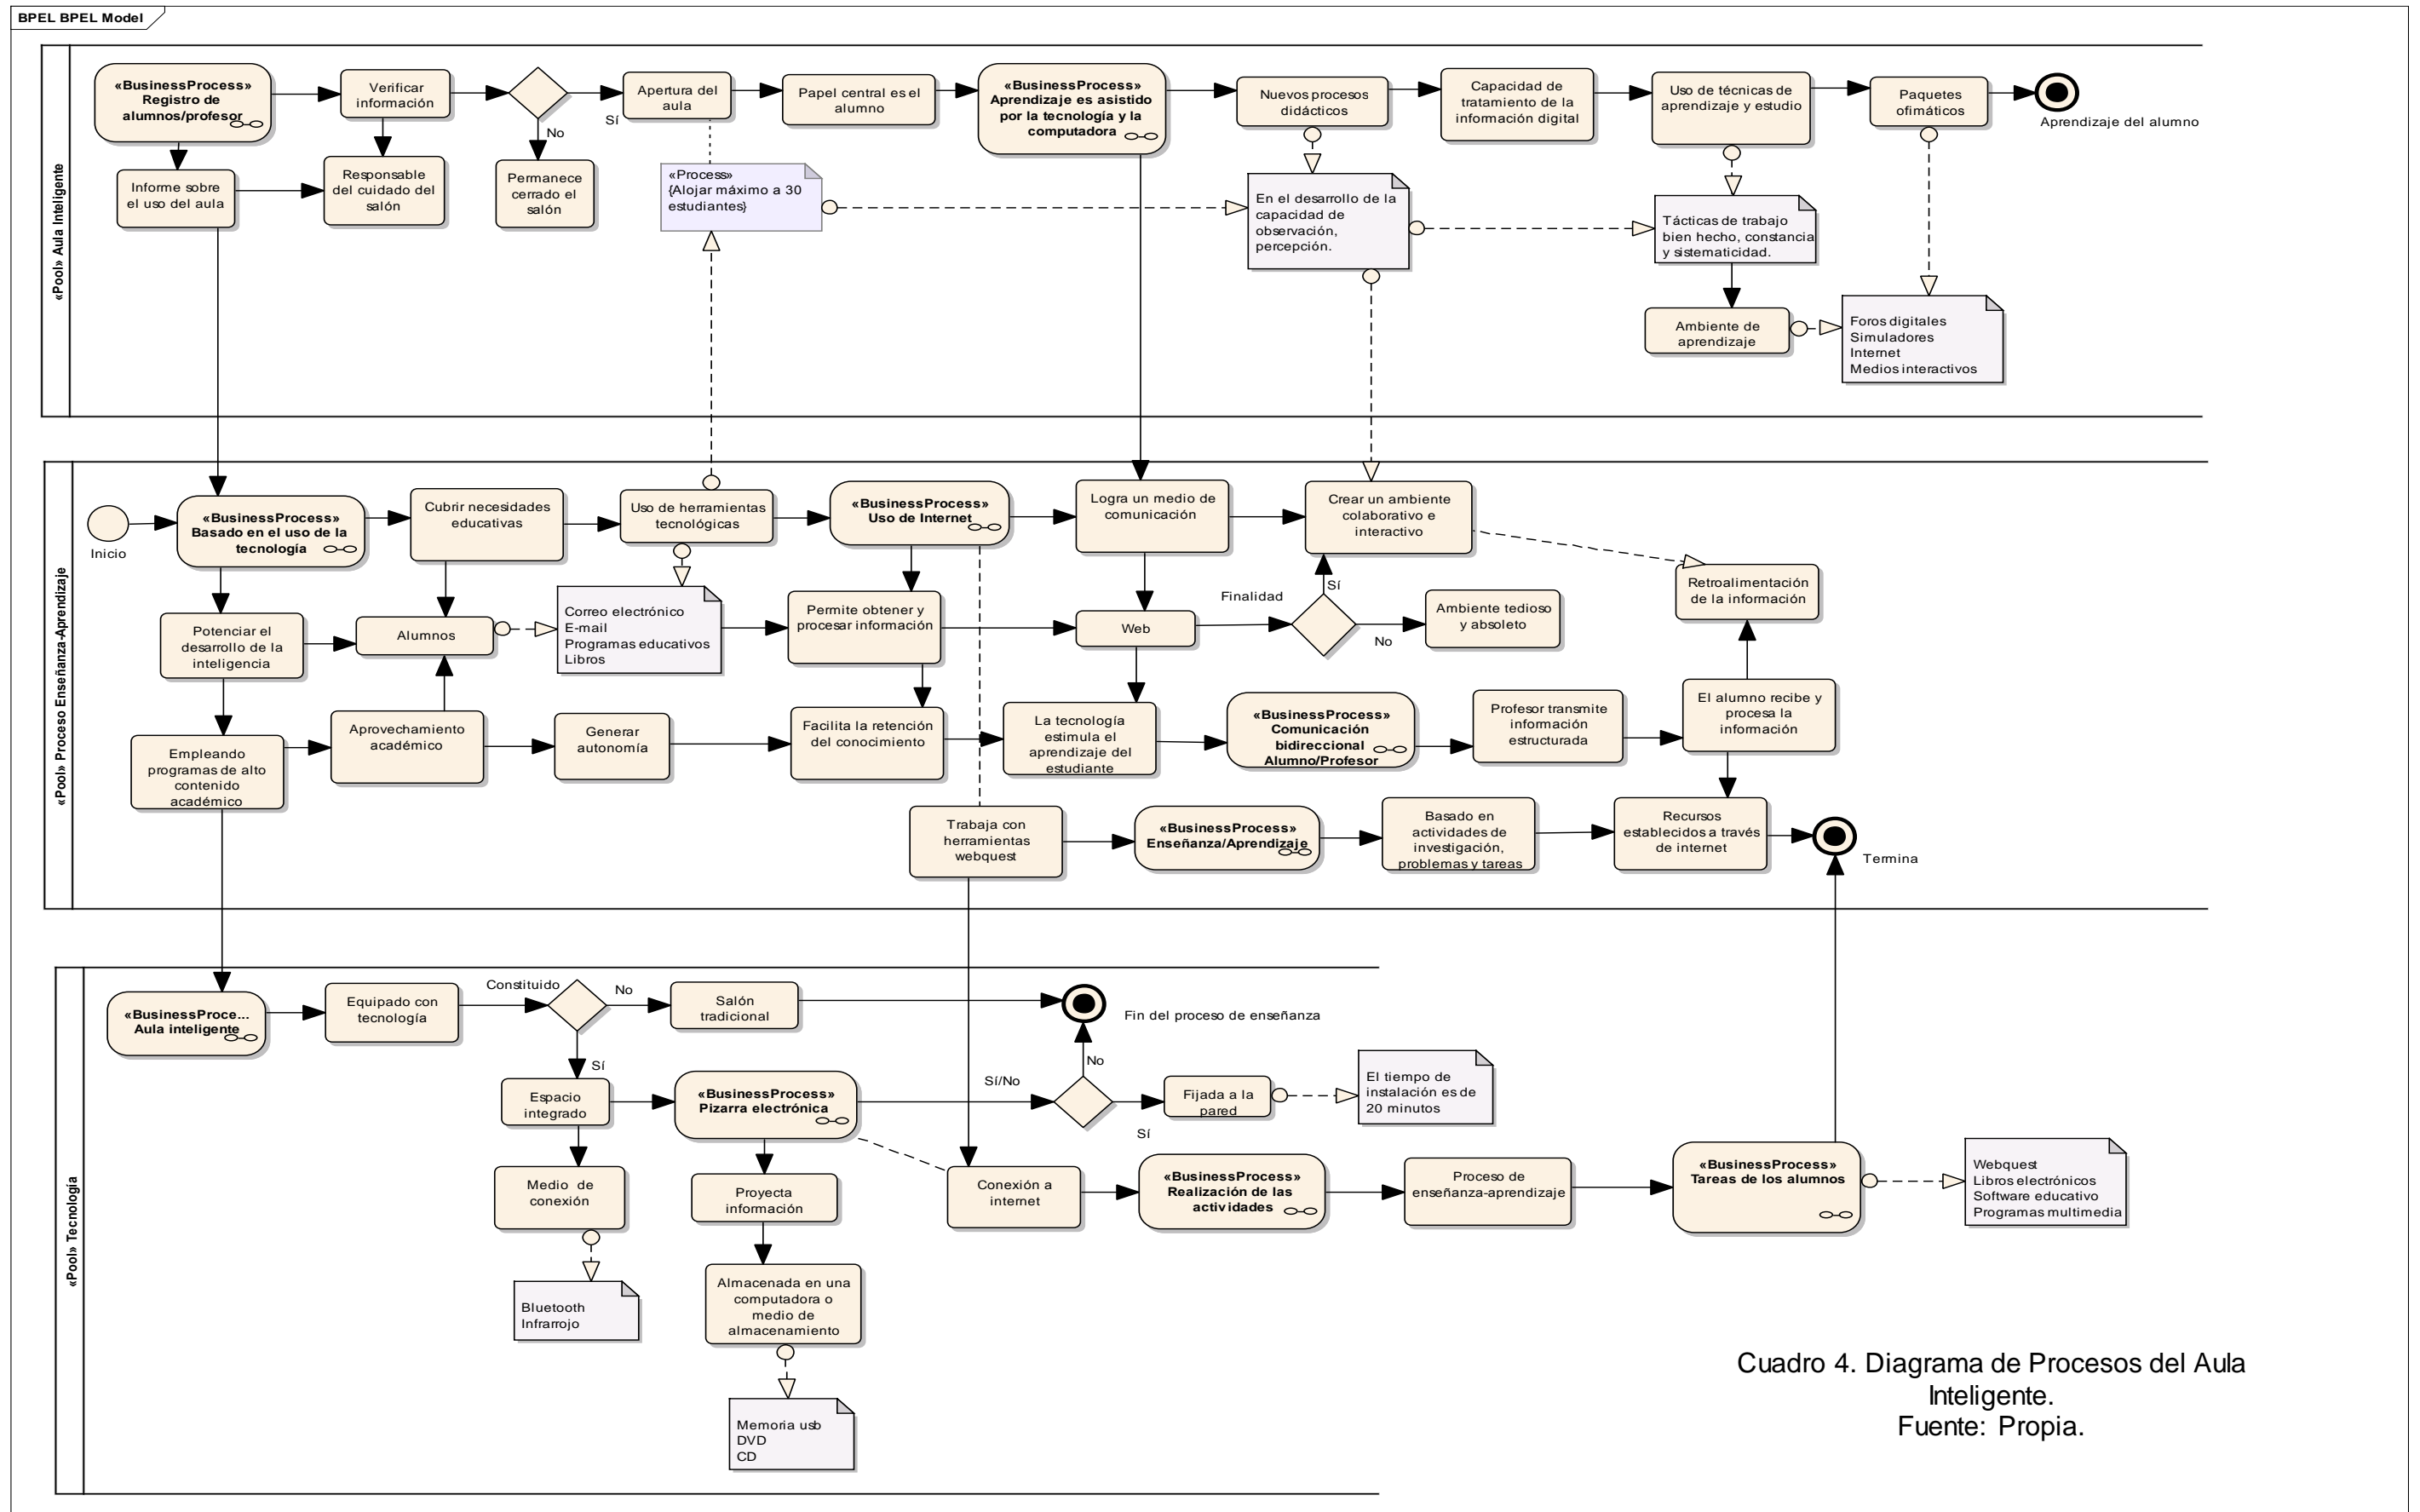 BPEL BPEL Model
«Pool» Aula Inteligente
«BusinessProcess»
Registro de
alumnos/profesor
Verificar
información
Sí
No
Apertura del
aula
Papel central es el
alumno
«BusinessProcess»
Aprendizaje es asistido
por la tecnología y la
computadora
Nuevos procesos
didácticos
Capacidad de
tratamiento de la
información digital
Uso de técnicas de
aprendizaje y estudio
Paquetes
ofimáticos
Aprendizaje del alumno
Informe sobre
el uso del aula
Responsable
del cuidado del
salón
Permanece
cerrado el
salón
«Process»
{Alojar máximo a 30
estudiantes}
En el desarrollo de la
capacidad de
observación,
percepción.
Tácticas de trabajo
bien hecho, constancia
y sistematicidad.
Ambiente de
aprendizaje
Foros digitales
Simuladores
Internet
Medios interactivos
«Pool» Proceso Enseñanza-Aprendizaje
Inicio
«BusinessProcess»
Basado en el uso de la
tecnología
Cubrir necesidades
educativas
Uso de herramientas
tecnológicas
«BusinessProcess»
Uso de Internet
Logra un medio de
comunicación
Crear un ambiente
colaborativo e
interactivo
Retroalimentación
de la información
Potenciar el
desarrollo de la
inteligencia
Alumnos
Correo electrónico
E-mail
Programas educativos
Libros
Permite obtener y
procesar información
Web
Finalidad
Sí
No
Ambiente tedioso
y absoleto
Empleando
programas de alto
contenido
académico
Aprovechamiento
académico
Generar
autonomía
Facilita la retención
del conocimiento
La tecnología
estimula el
aprendizaje del
estudiante
«BusinessProcess»
Comunicación
bidireccional
Alumno/Profesor
Profesor transmite
información
estructurada
El alumno recibe y
procesa la
información
Trabaja con
herramientas
webquest
«BusinessProcess»
Enseñanza/Aprendizaje
Basado en
actividades de
investigación,
problemas y tareas
Recursos
establecidos a través
de internet
Termina
«Pool» Tecnología
«BusinessProce...
Aula inteligente
Equipado con
tecnología
Constituido
No
Sí
Salón
tradicional
Fin del proceso de enseñanza
Espacio
integrado
«BusinessProcess»
Pizarra electrónica
Sí/No
No
Sí
Fijada a la
pared
El tiempo de
instalación es de
20 minutos
Medio de
conexión
Proyecta
información
Conexión a
internet
«BusinessProcess»
Realización de las
actividades
Proceso de
enseñanza-aprendizaje
«BusinessProcess»
Tareas de los alumnos
Webquest
Libros electrónicos
Software educativo
Programas multimedia
Bluetooth
Infrarrojo
Almacenada en una
computadora o
medio de
almacenamiento
Memoria usb
DVD
CD
Cuadro 4. Diagrama de Procesos del Aula
Inteligente.
Fuente: Propia.